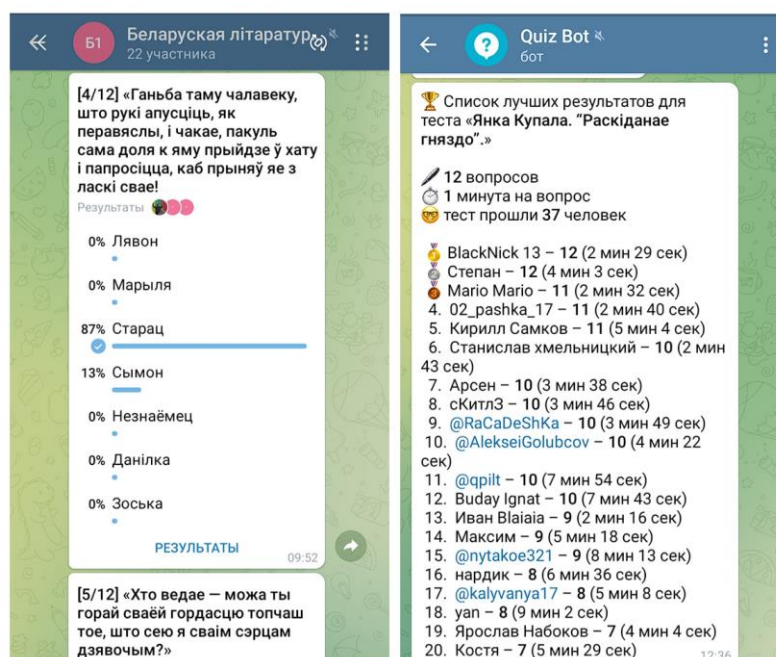 Беларуская літаратур
22 участника
[4/12] «Ганьба таму чалавеку,
што рукі апусціць, як
перавяслы, і чакае, пакуль
сама доля к яму прыйдзе ў хату
і папросіцца, каб прыняў яе з
ласкі свае!
Результаты
0% Лявон
0% Марыля
87% Старац
13% Сымон
0% Незнаёмец
0% Данілка
0% Зоська
РЕЗУЛЬТАТЫ
09:52
[5/12] «Хто ведае — можа ты
горай сваёй гордасцю топчаш
тое, што сею я сваім сэрцам
дзявочым?»
Б1
Quiz Bot
бот
Список лучших результатов для
теста «Янка Купала. “Раскіданае
гняздо”.»
12 вопросов
1 минута на вопрос
тест прошли 37 человек
BlackNick 13 – 12 (2 мин 29 сек)
Степан – 12 (4 мин 3 сек)
Mario Mario – 11 (2 мин 32 сек)
4. 02_pashka_17 – 11 (2 мин 40 сек)
5. Кирилл Самков – 11 (5 мин 4 сек)
6. Станислав хмельницкий – 10 (2 мин
43 сек)
7. Арсен – 10 (3 мин 38 сек)
8. сКитлЗ – 10 (3 мин 46 сек)
9. @RaCaDeShKa – 10 (3 мин 49 сек)
10. @AlekseiGolubcov – 10 (4 мин 22
сек)
11. @qpilt – 10 (7 мин 54 сек)
12. Buday Ignat – 10 (7 мин 43 сек)
13. Иван Blaiaia – 9 (2 мин 16 сек)
14. Максим – 9 (5 мин 18 сек)
15. @nytakoe321 – 9 (8 мин 13 сек)
16. нардик – 8 (6 мин 36 сек)
17. @kalyvanya17 – 8 (5 мин 8 сек)
18. yan – 8 (9 мин 2 сек)
19. Ярослав Набоков – 7 (4 мин 4 сек)
20. Костя – 7 (5 мин 29 сек)
12:36